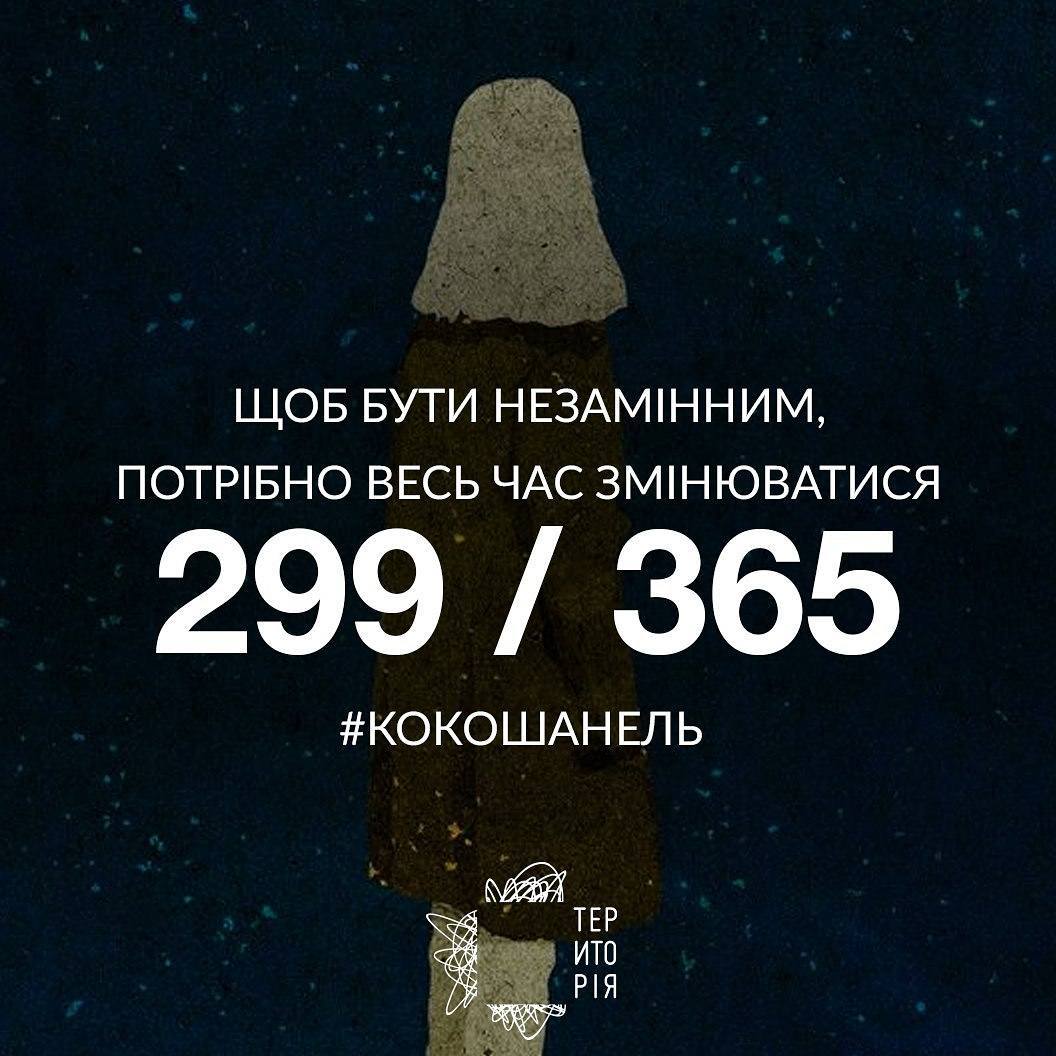 ЩОБ БУТИ НЕЗАМІННИМ,
ПОТРІБНО ВЕСЬ ЧАС ЗМІНЮВАТИСЯ
299 / 365
#КОКОШАНЕЛЬ
ТЕР
ИТО
РІЯ